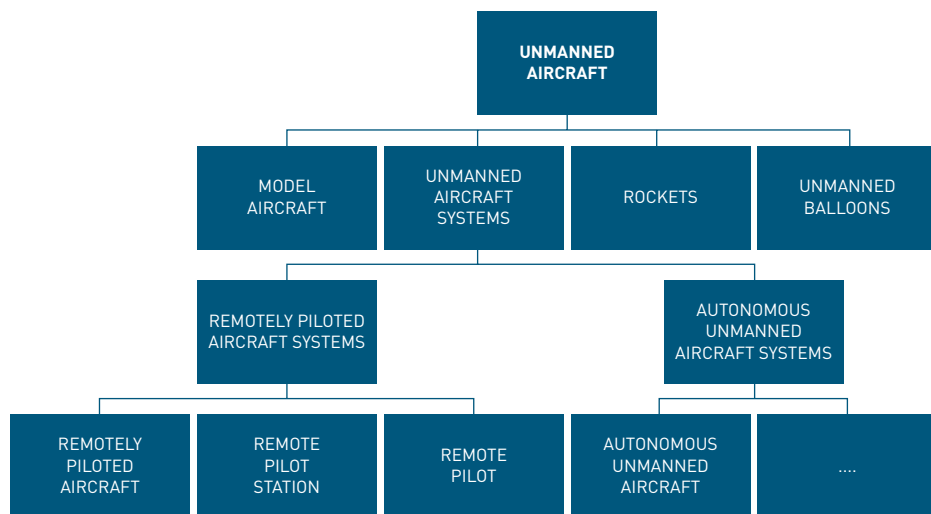 UNMANNED
AIRCRAFT
MODEL
AIRCRAFT
UNMANNED
AIRCRAFT
SYSTEMS
ROCKETS
UNMANNED
BALLOONS
REMOTELY PILOTED
AIRCRAFT SYSTEMS
AUTONOMOUS
UNMANNED
AIRCRAFT SYSTEMS
REMOTELY
PILOTED
AIRCRAFT
REMOTE
PILOT
STATION
REMOTE
PILOT
AUTONOMOUS
UNMANNED
AIRCRAFT
....